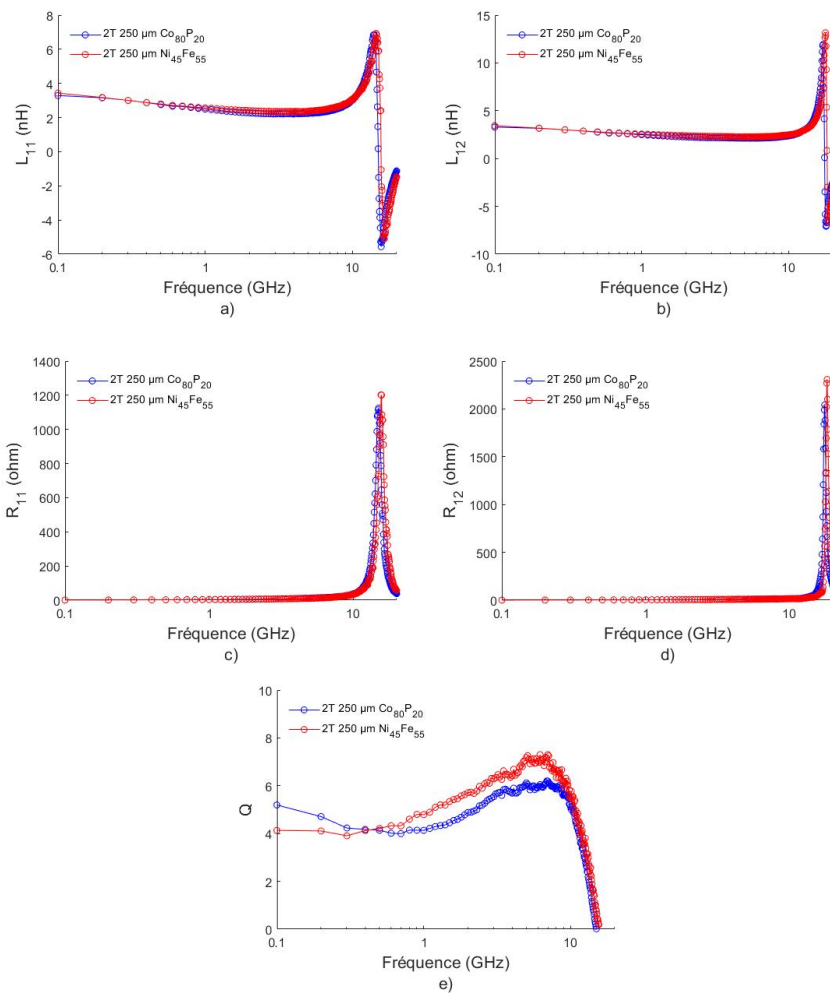 8
6
4
2
0
-2
-4
-6
L₁₁ (nH)
2T 250 µm Co₈₀P₂₀
2T 250 µm Ni₄₅Fe₅₅
0.1 1 10
Fréquence (GHz)
a)
15
10
5
0
-5
-10
L₁₂ (nH)
2T 250 µm Co₈₀P₂₀
2T 250 µm Ni₄₅Fe₅₅
0.1 1 10
Fréquence (GHz)
b)
1400
1200
1000
800
600
400
200
0
R₁₁ (ohm)
2T 250 µm Co₈₀P₂₀
2T 250 µm Ni₄₅Fe₅₅
0.1 1 10
Fréquence (GHz)
c)
2500
2000
1500
1000
500
0
R₁₂ (ohm)
2T 250 µm Co₈₀P₂₀
2T 250 µm Ni₄₅Fe₅₅
0.1 1 10
Fréquence (GHz)
d)
10
8
6
4
2
0
Q
2T 250 µm Co₈₀P₂₀
2T 250 µm Ni₄₅Fe₅₅
0.1 1 10
Fréquence (GHz)
e)